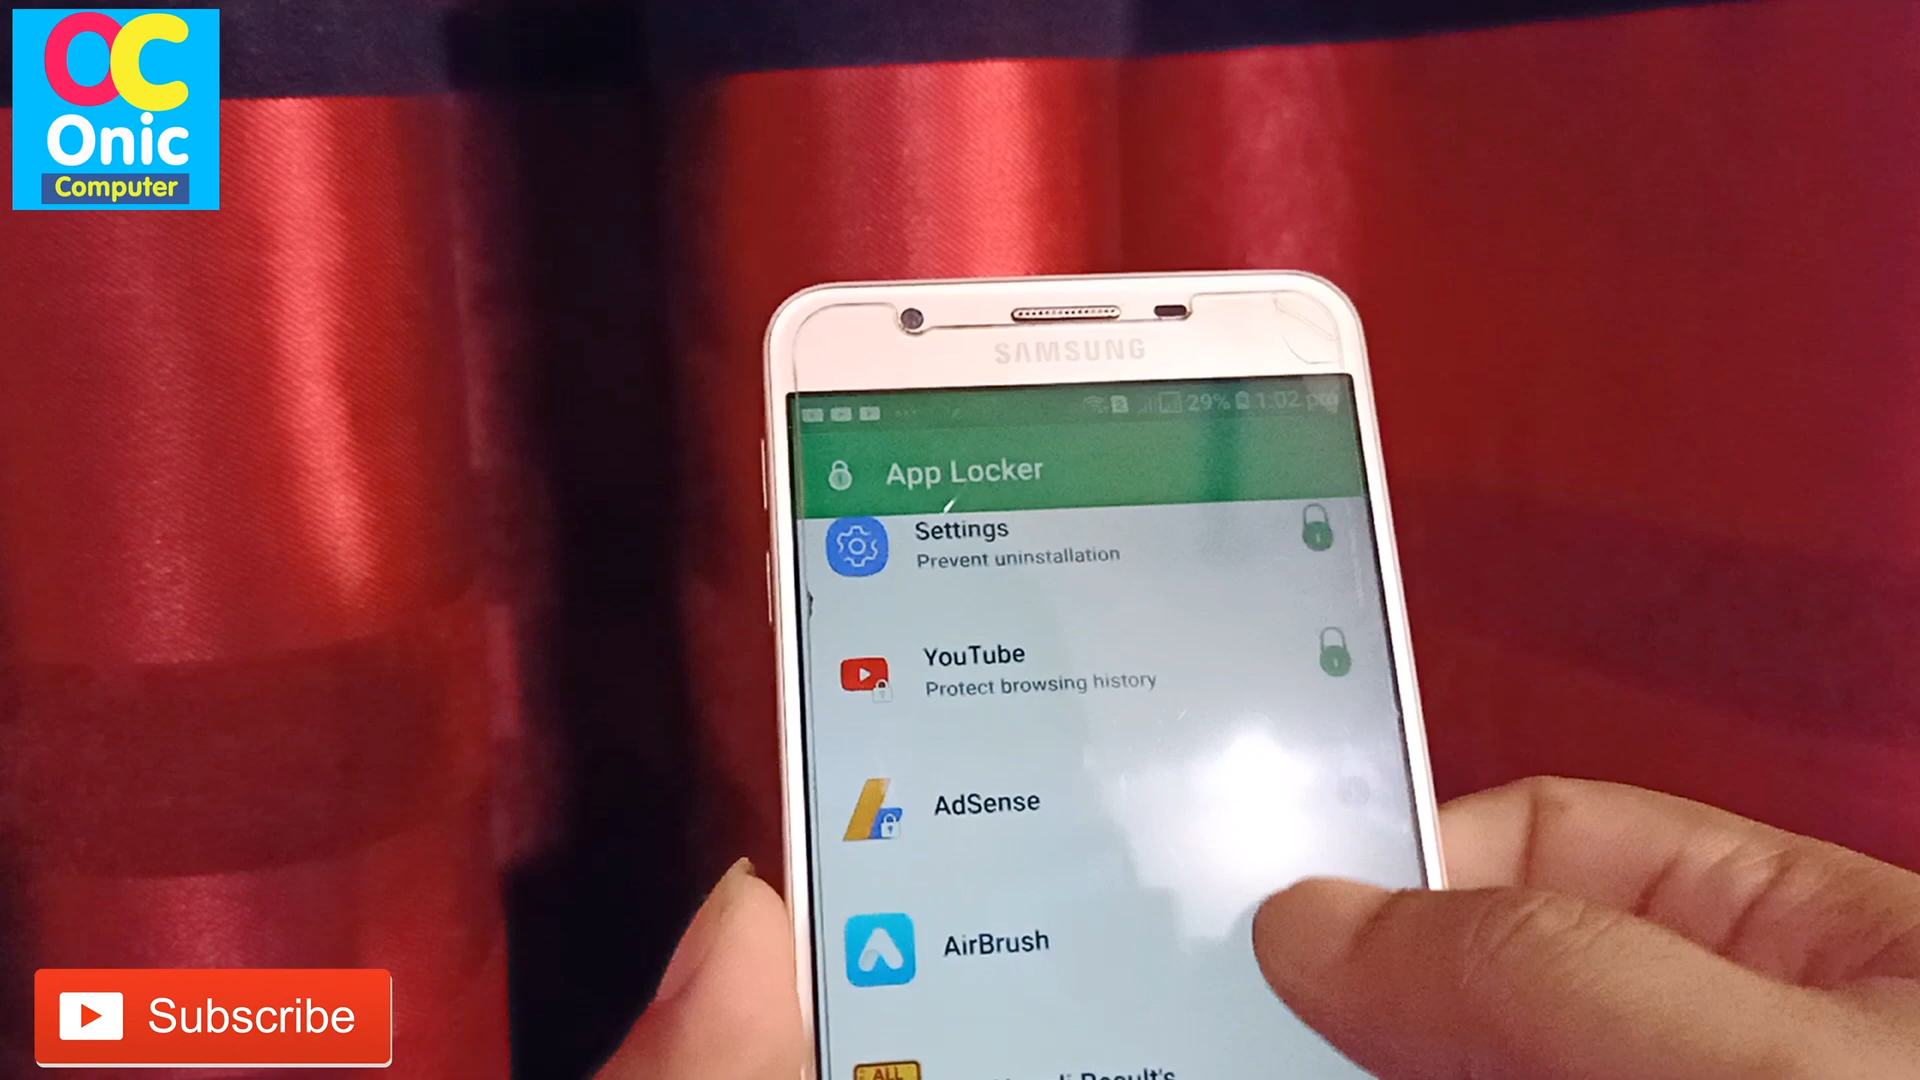 OC
Onic
Computer
SAMSUNG
29% 1:02 pm
App Locker
Settings
Prevent uninstallation
YouTube
Protect browsing history
AdSense
AirBrush
ALL
Result's
Subscribe